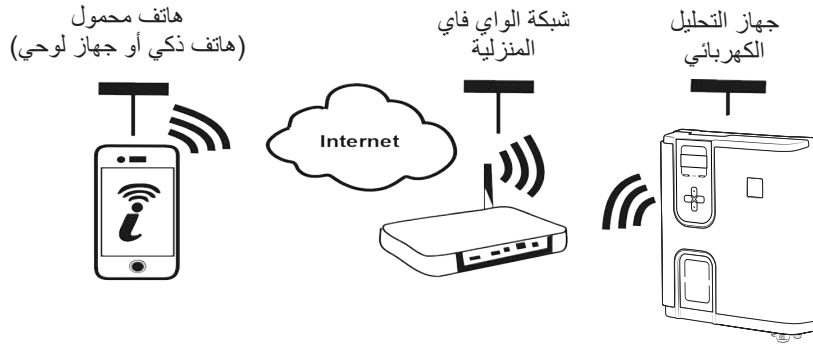 جهاز التحليل
الكهربائي
شبكة الواي فاي
المنزلية
هاتف محمول
(هاتف ذكي أو جهاز لوحي)
Internet